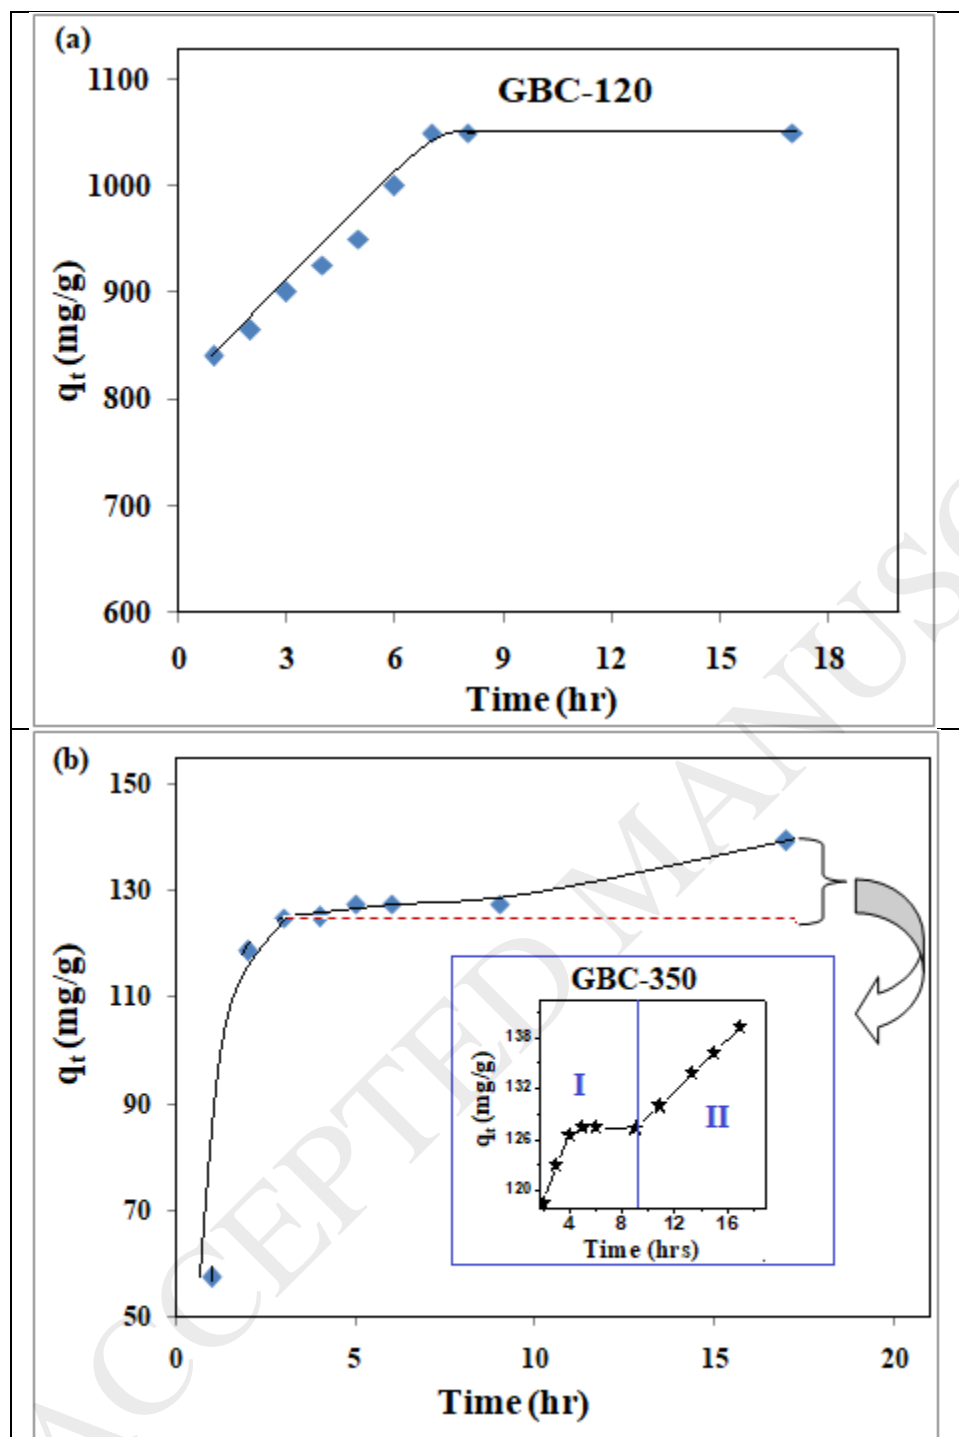 (a)
GBC-120
1100
1000
900
800
700
600
qt (mg/g)
0 3 6 9 12 15 18
Time (hr)
(b)
150
130
110
90
70
50
qt (mg/g)
GBC-350
138
132
126
120
qt (mg/g)
I
II
4 8 12 16
Time (hrs)
0 5 10 15 20
Time (hr)
ACCEPTED MANUSC